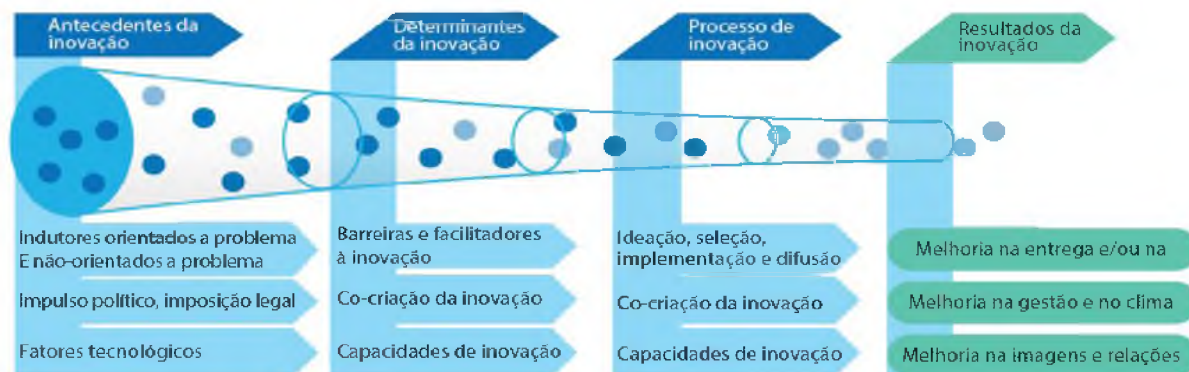 Antecedentes da
inovação
Determinantes
da inovação
Processo de
inovação
Resultados da
inovação
Indutores orientados a problema
E não-orientados a problema
Impulso político, imposição legal
Fatores tecnológicos
Barreiras e facilitadores
à inovação
Co-criação da inovação
Capacidades de inovação
Ideação, seleção,
implementação e difusão
Co-criação da inovação
Capacidades de inovação
Melhoria na entrega e/ou na
Melhoria na gestão e no clima
Melhoria na imagens e relações